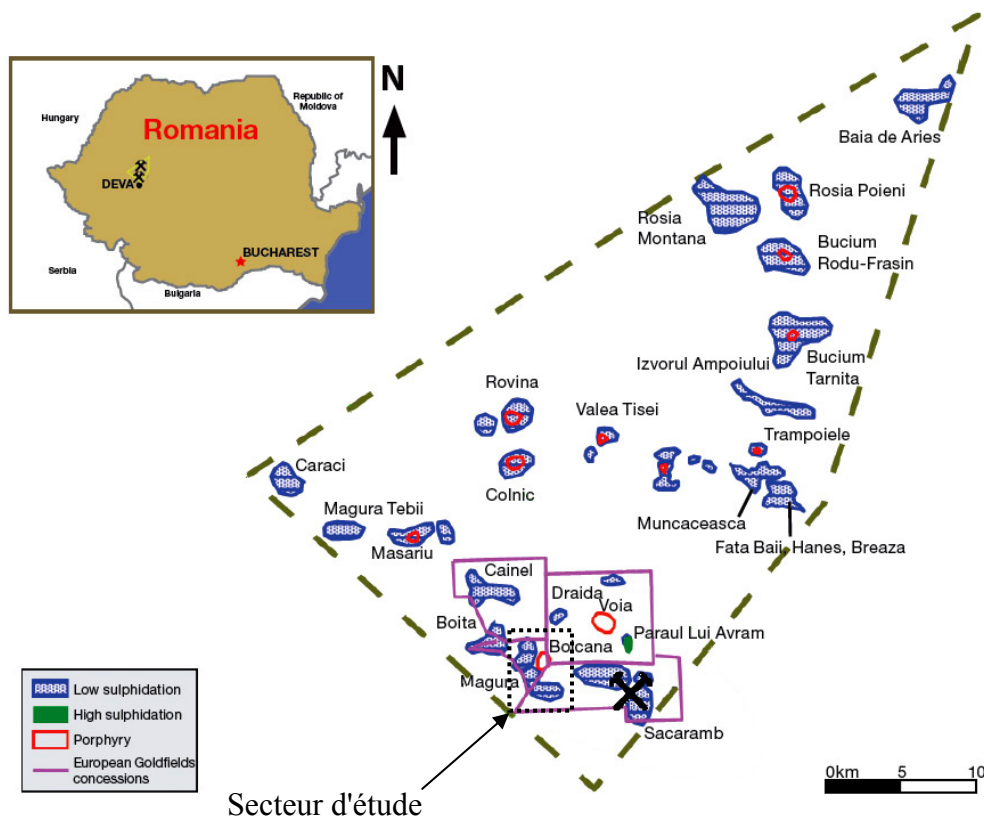 Republic of
Moldova
Hungary
Romania
DEVA
BUCHAREST
Serbia
Bulgaria
N
Baia de Aries
Rosia Poieni
Rosia
Montana
Bucium
Rodu-Frasin
Izvorul Ampoiului
Bucium
Tarnita
Rovina
Valea Tisei
Trampoiele
Caraci
Colnic
Magura Tebii
Muncaceasca
Masariu
Fata Baii, Hanes, Breaza
Cainel
Draida
Voia
Boita
Bolcana
Paraul Lui Avram
Magura
Sacaramb
Low sulphidation
High sulphidation
Porphyry
European Goldfields
concessions
0km 5 10
Secteur d'étude